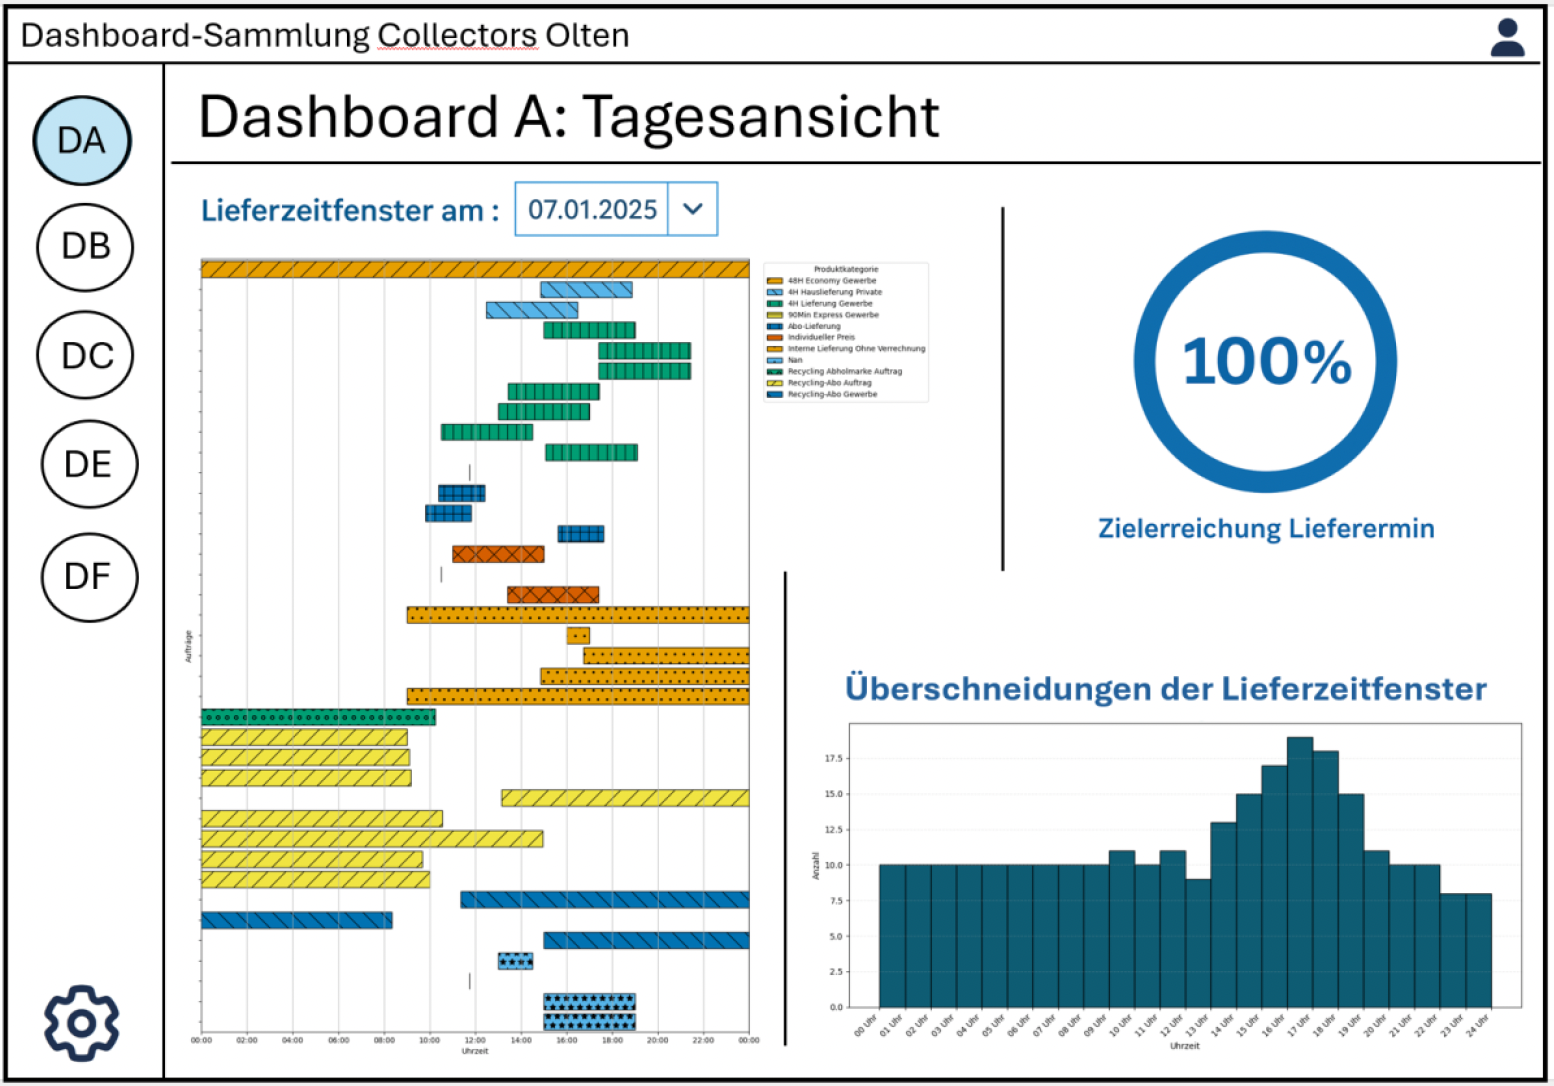 Dashboard-Sammlung Collectors Olten
DA
DB
DC
DE
DF
Dashboard A: Tagesansicht
Lieferzeitfenster am :
07.01.2025
Produktkategorie
48H Economy Gewerbe
4H Hauslieferung Private
4H Lieferung Gewerbe
90Min Express Gewerbe
Abo-Lieferung
Individueller Preis
Interne Lieferung Ohne Verrechnung
Nan
Recycling Abholmarke Auftrag
Recycling-Abo Auftrag
Recycling-Abo Gewerbe
Aufträge
00:00 02:00 04:00 06:00 08:00 10:00 12:00 14:00 16:00 18:00 20:00 22:00 00:00
Uhrzeit
100%
Zielerreichung Lieferermin
Überschneidungen der Lieferzeitfenster
Anzahl
17.5
15.0
12.5
10.0
7.5
5.0
2.5
0.0
00 Uhr 01 Uhr 02 Uhr 03 Uhr 04 Uhr 05 Uhr 06 Uhr 07 Uhr 08 Uhr 09 Uhr 10 Uhr 11 Uhr 12 Uhr 13 Uhr 14 Uhr 15 Uhr 16 Uhr 17 Uhr 18 Uhr 19 Uhr 20 Uhr 21 Uhr 22 Uhr 23 Uhr 24 Uhr
Uhrzeit